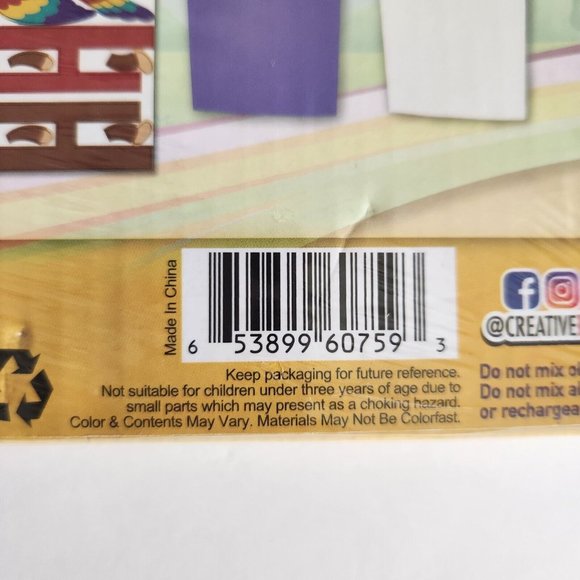 Made In China
6 53899 60759 3
@CREATIVE
Keep packaging for future reference.
Not suitable for children under three years of age due to
small parts which may present as a choking hazard.
Color & Contents May Vary. Materials May Not Be Colorfast.
Do not mix
Do not mix
or